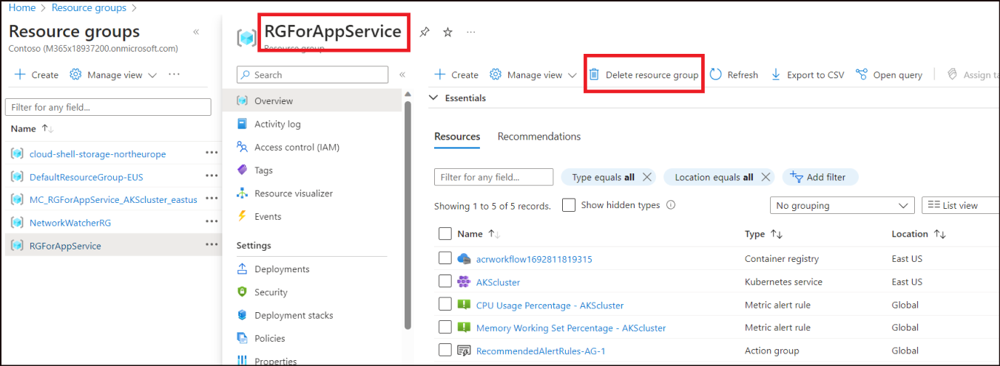 Home > Resource groups >
Resource groups «
Contoso (M365x18937200.onmicrosoft.com)
Create Manage view ...
Filter for any field...
Name ↑↓
cloud-shell-storage-northeurope ...
DefaultResourceGroup-EUS ...
MC_RGForAppService_AKScluster_eastus ...
NetworkWatcherRG ...
RGForAppService ...
RGForAppService ...
Resource group
Search «
Overview
Activity log
Access control (IAM)
Tags
Resource visualizer
Events
Settings
Deployments
Security
Deployment stacks
Policies
Properties
Create Manage view Delete resource group Refresh Export to CSV Open query Assign ta
Essentials
Resources Recommendations
Filter for any field... Type equals all Location equals all Add filter
Showing 1 to 5 of 5 records. Show hidden types No grouping List view
Name ↑↓ Type ↑↓ Location ↑↓
acrworkflow1692811819315 Container registry East US
AKScluster Kubernetes service East US
CPU Usage Percentage - AKScluster Metric alert rule Global
Memory Working Set Percentage - AKScluster Metric alert rule Global
RecommendedAlertRules-AG-1 Action group Global